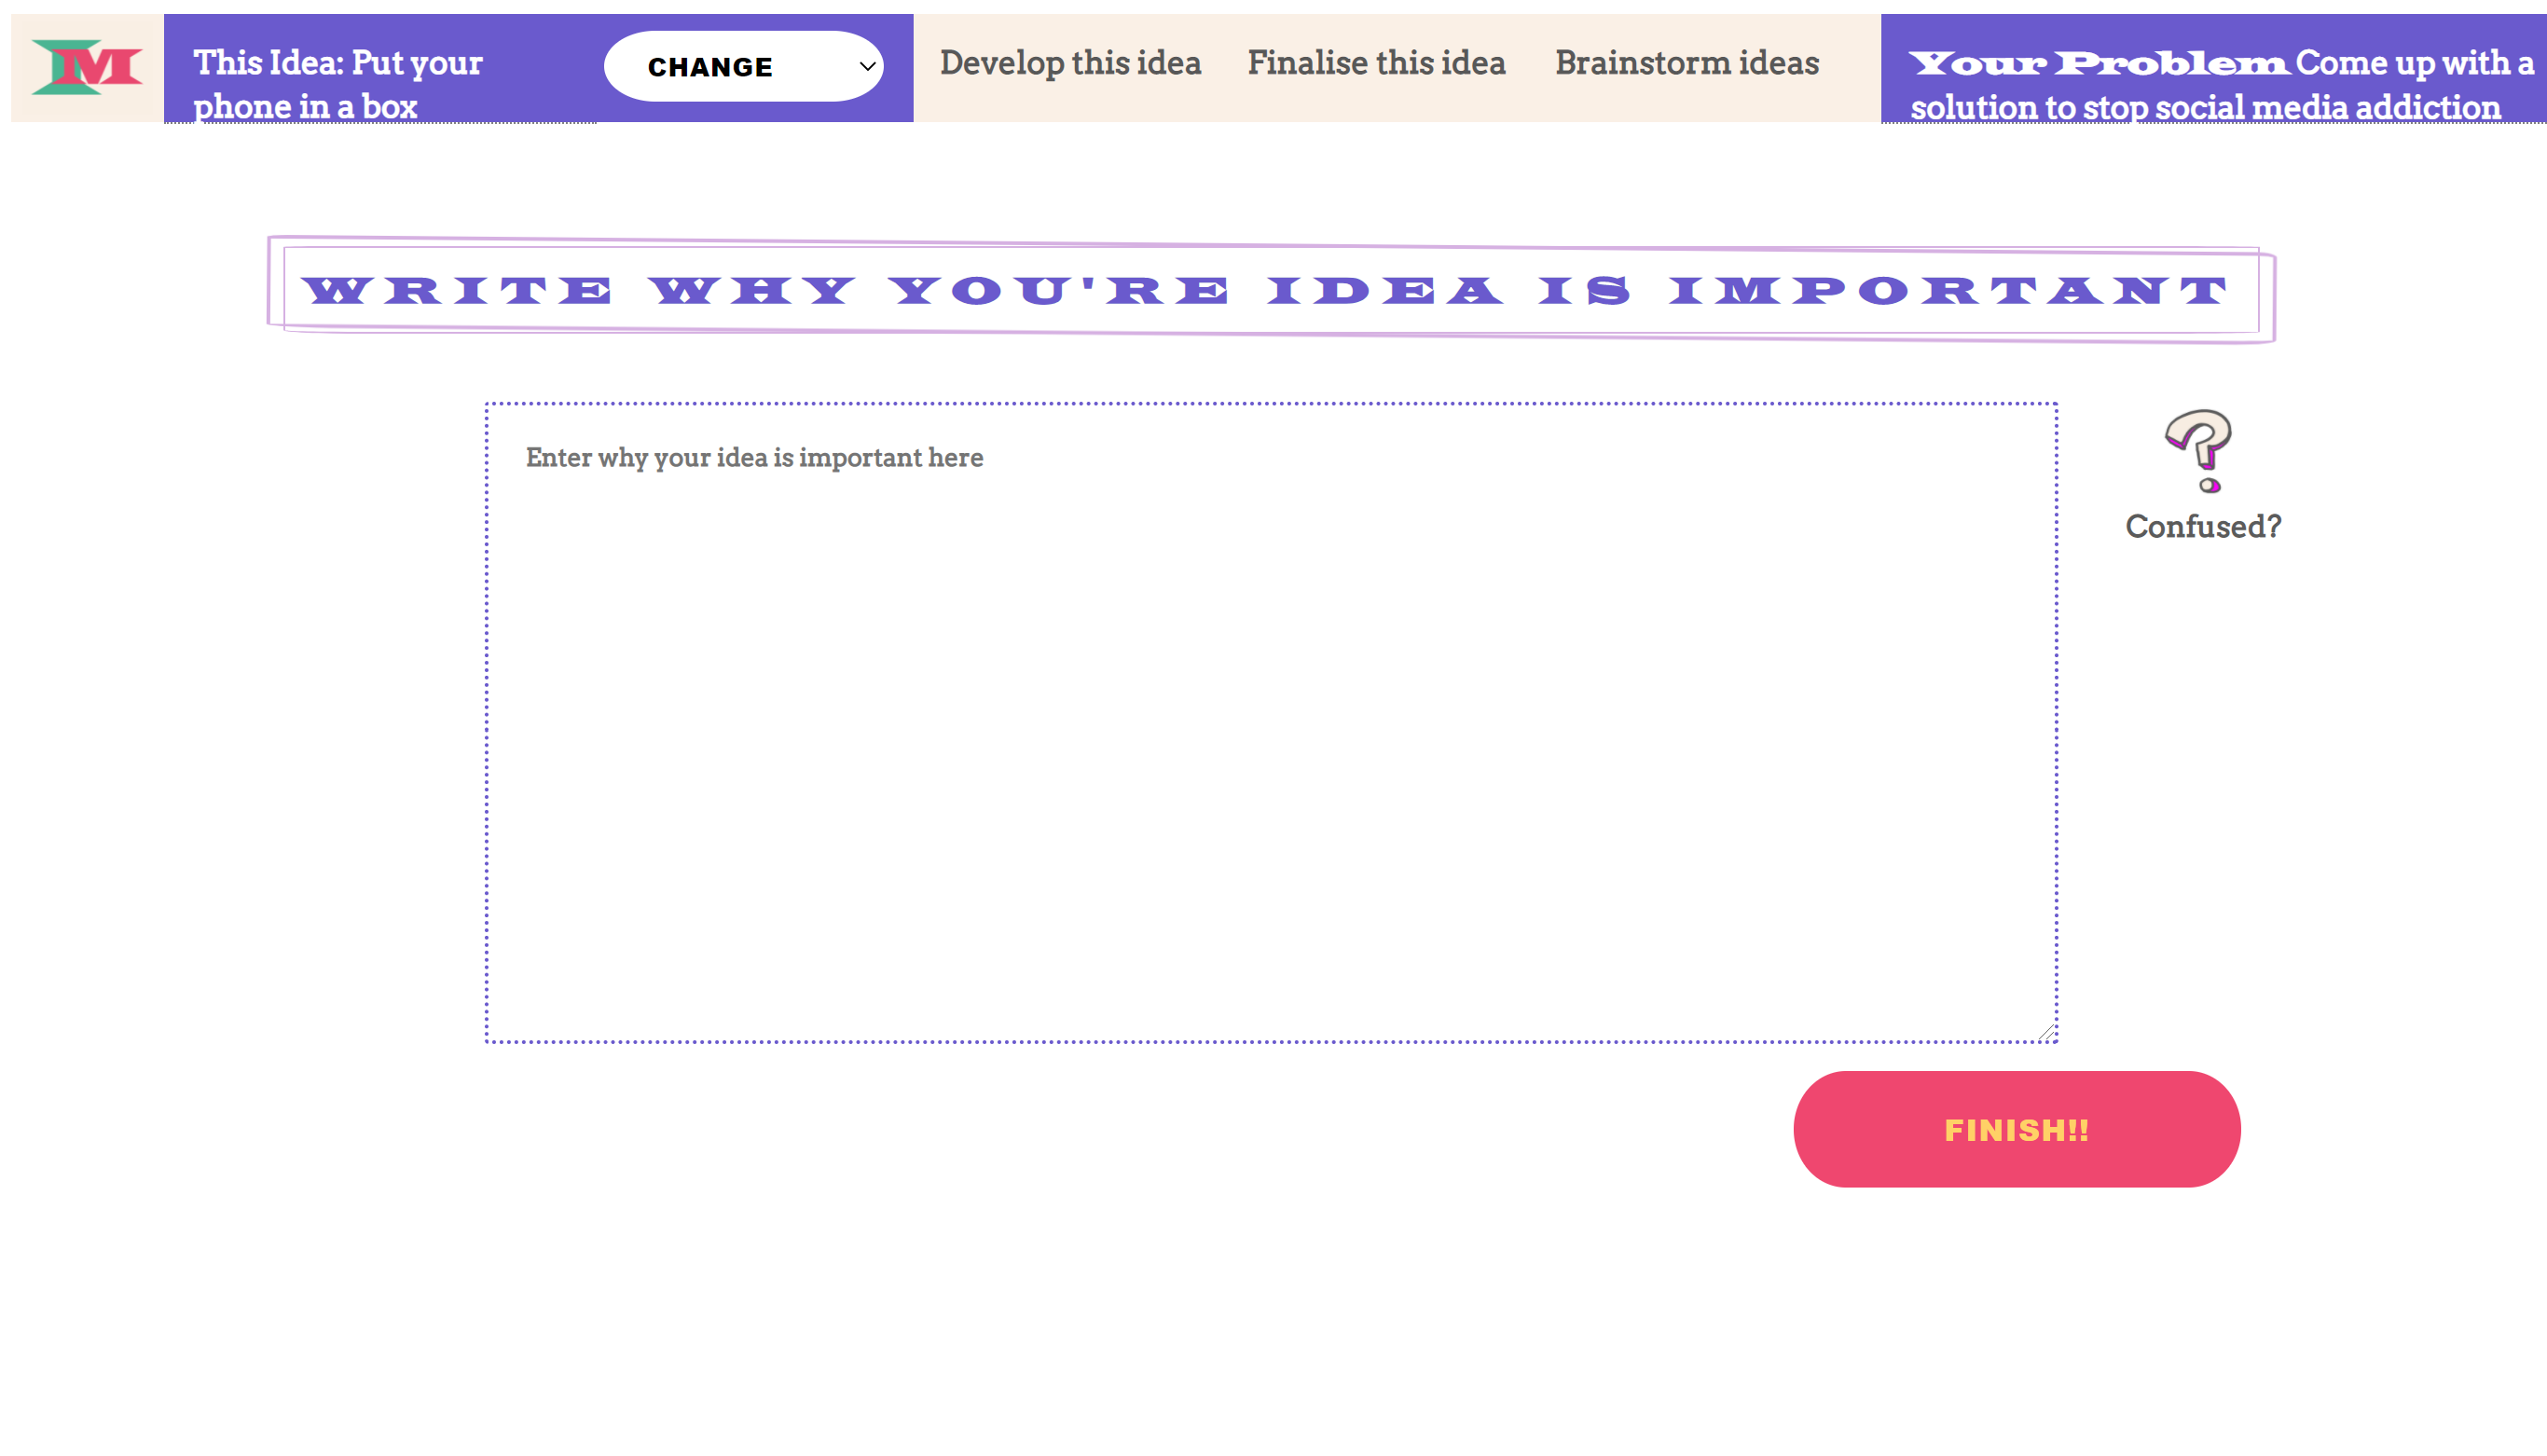 IM
This Idea: Put your
phone in a box
CHANGE
Develop this idea
Finalise this idea
Brainstorm ideas
Your Problem Come up with a
solution to stop social media addiction
WRITE WHY YOU'RE IDEA IS IMPORTANT
Enter why your idea is important here
?
Confused?
FINISH!!